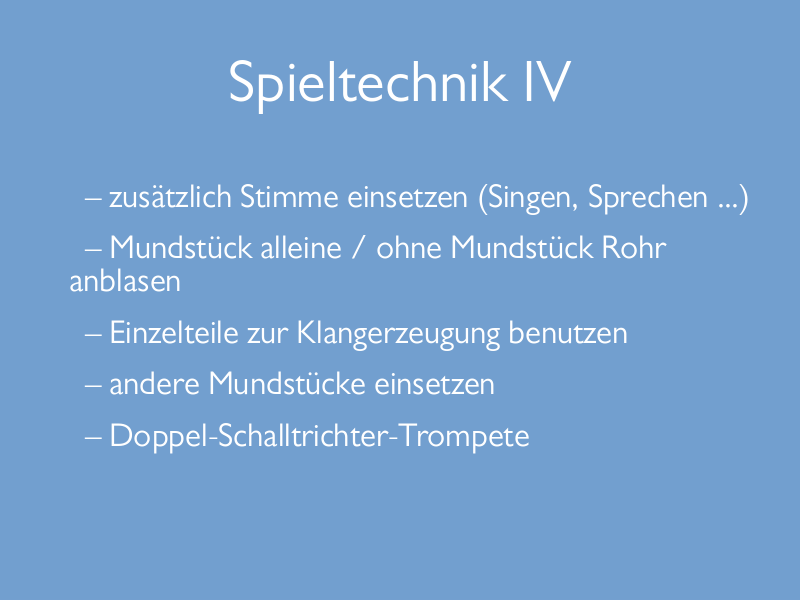 Spieltechnik IV
– zusätzlich Stimme einsetzen (Singen, Sprechen ...)
– Mundstück alleine / ohne Mundstück Rohr
anblasen
– Einzelteile zur Klangerzeugung benutzen
– andere Mundstücke einsetzen
– Doppel-Schalltrichter-Trompete